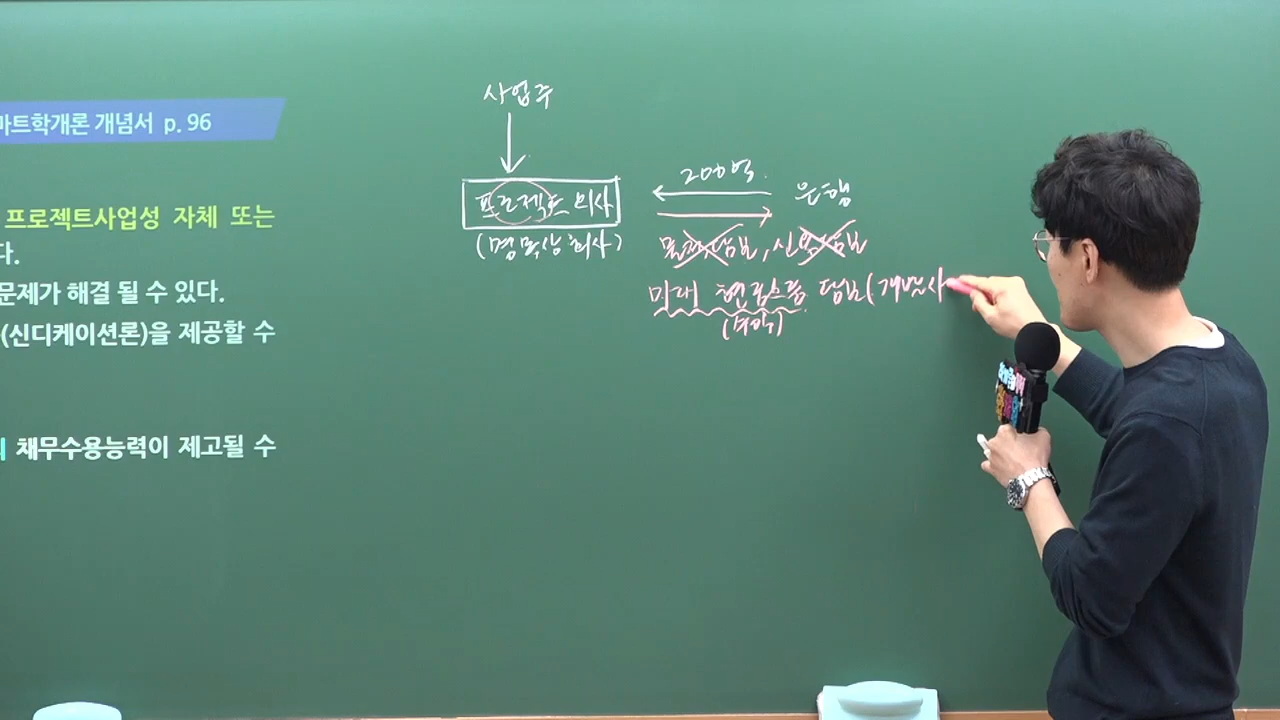 마트학개론 개념서 p. 96
프로젝트사업성 자체 또는
다.
문제가 해결 될 수 있다.
(신디케이션론)을 제공할 수
채무수용능력이 제고될 수
사업주
프로젝트 회사
(명목상 회사)
200억
은행
물적담보, 신용담보
미래 현금흐름 담보(개발사